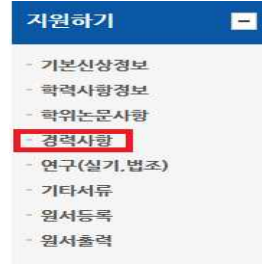 지원하기
- 기본신상정보
- 학력사항정보
- 학위논문사항
- 경력사항
- 연구(실기,법조)
- 기타서류
- 원서등록
- 원서출력